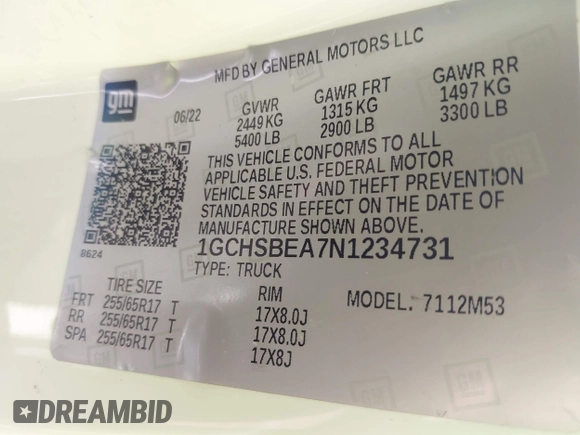 MFD BY GENERAL MOTORS LLC
gm
06/22
GVWR GAWR FRT GAWR RR
2449 KG 1315 KG 1497 KG
5400 LB 2900 LB 3300 LB
THIS VEHICLE CONFORMS TO ALL
APPLICABLE U.S. FEDERAL MOTOR
VEHICLE SAFETY AND THEFT PREVENTION
STANDARDS IN EFFECT ON THE DATE OF
MANUFACTURE SHOWN ABOVE.
8624
1GCHSBEA7N1234731
TYPE: TRUCK
TIRE SIZE RIM MODEL: 7112M53
FRT 255/65R17 T 17X8.0J
RR 255/65R17 T 17X8.0J
SPA 255/65R17 T 17X8J
DREAMBID